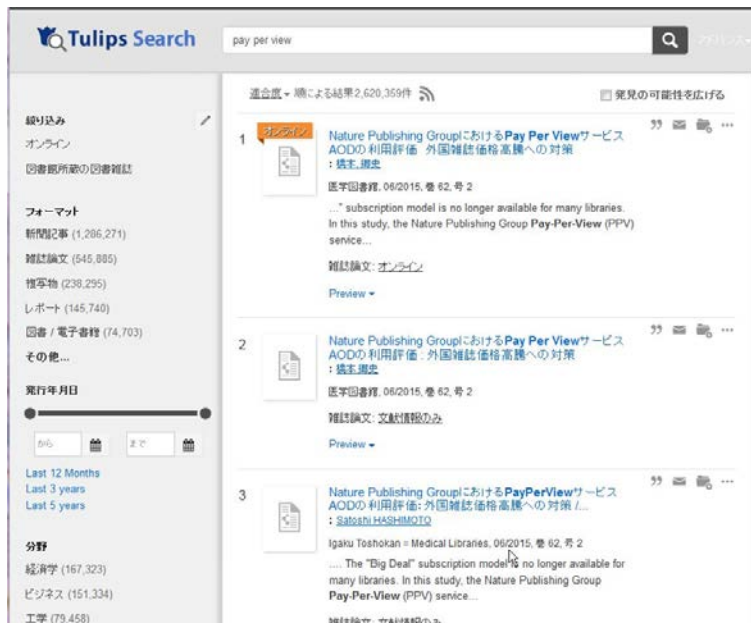 Tulips Search
pay per view
適合度 順による結果2,620,359件
発見の可能性を広げる
絞り込み
オンライン
図書館所蔵の図書雑誌
フォーマット
新聞記事 (1,206,271)
雑誌論文 (545,885)
複写物 (238,295)
レポート (145,740)
図書 / 電子書籍 (74,703)
その他...
発行年月日
から
まで
Last 12 Months
Last 3 years
Last 5 years
分野
経済学 (167,323)
ビジネス (151,334)
工学 (79,458)
1
オンライン
Nature Publishing GroupにおけるPay Per Viewサービス
AODの利用評価 外国雑誌価格高騰への対策
: 橋本, 郷史
医学図書館, 06/2015, 巻 62, 号 2
..." subscription model is no longer available for many libraries.
In this study, the Nature Publishing Group Pay-Per-View (PPV)
service...
雑誌論文: オンライン
Preview
2
Nature Publishing GroupにおけるPay Per Viewサービス
AODの利用評価 : 外国雑誌価格高騰への対策
: 橋本 郷史
医学図書館, 06/2015, 巻 62, 号 2
雑誌論文: 文献情報のみ
Preview
3
Nature Publishing GroupにおけるPayPerViewサービス
AODの利用評価: 外国雑誌価格高騰への対策 /...
: Satoshi HASHIMOTO
Igaku Toshokan = Medical Libraries, 06/2015, 巻 62, 号 2
.... The "Big Deal" subscription model is no longer available for
many libraries. In this study, the Nature Publishing Group
Pay-Per-View (PPV) service...
雑誌論文: 文献情報のみ